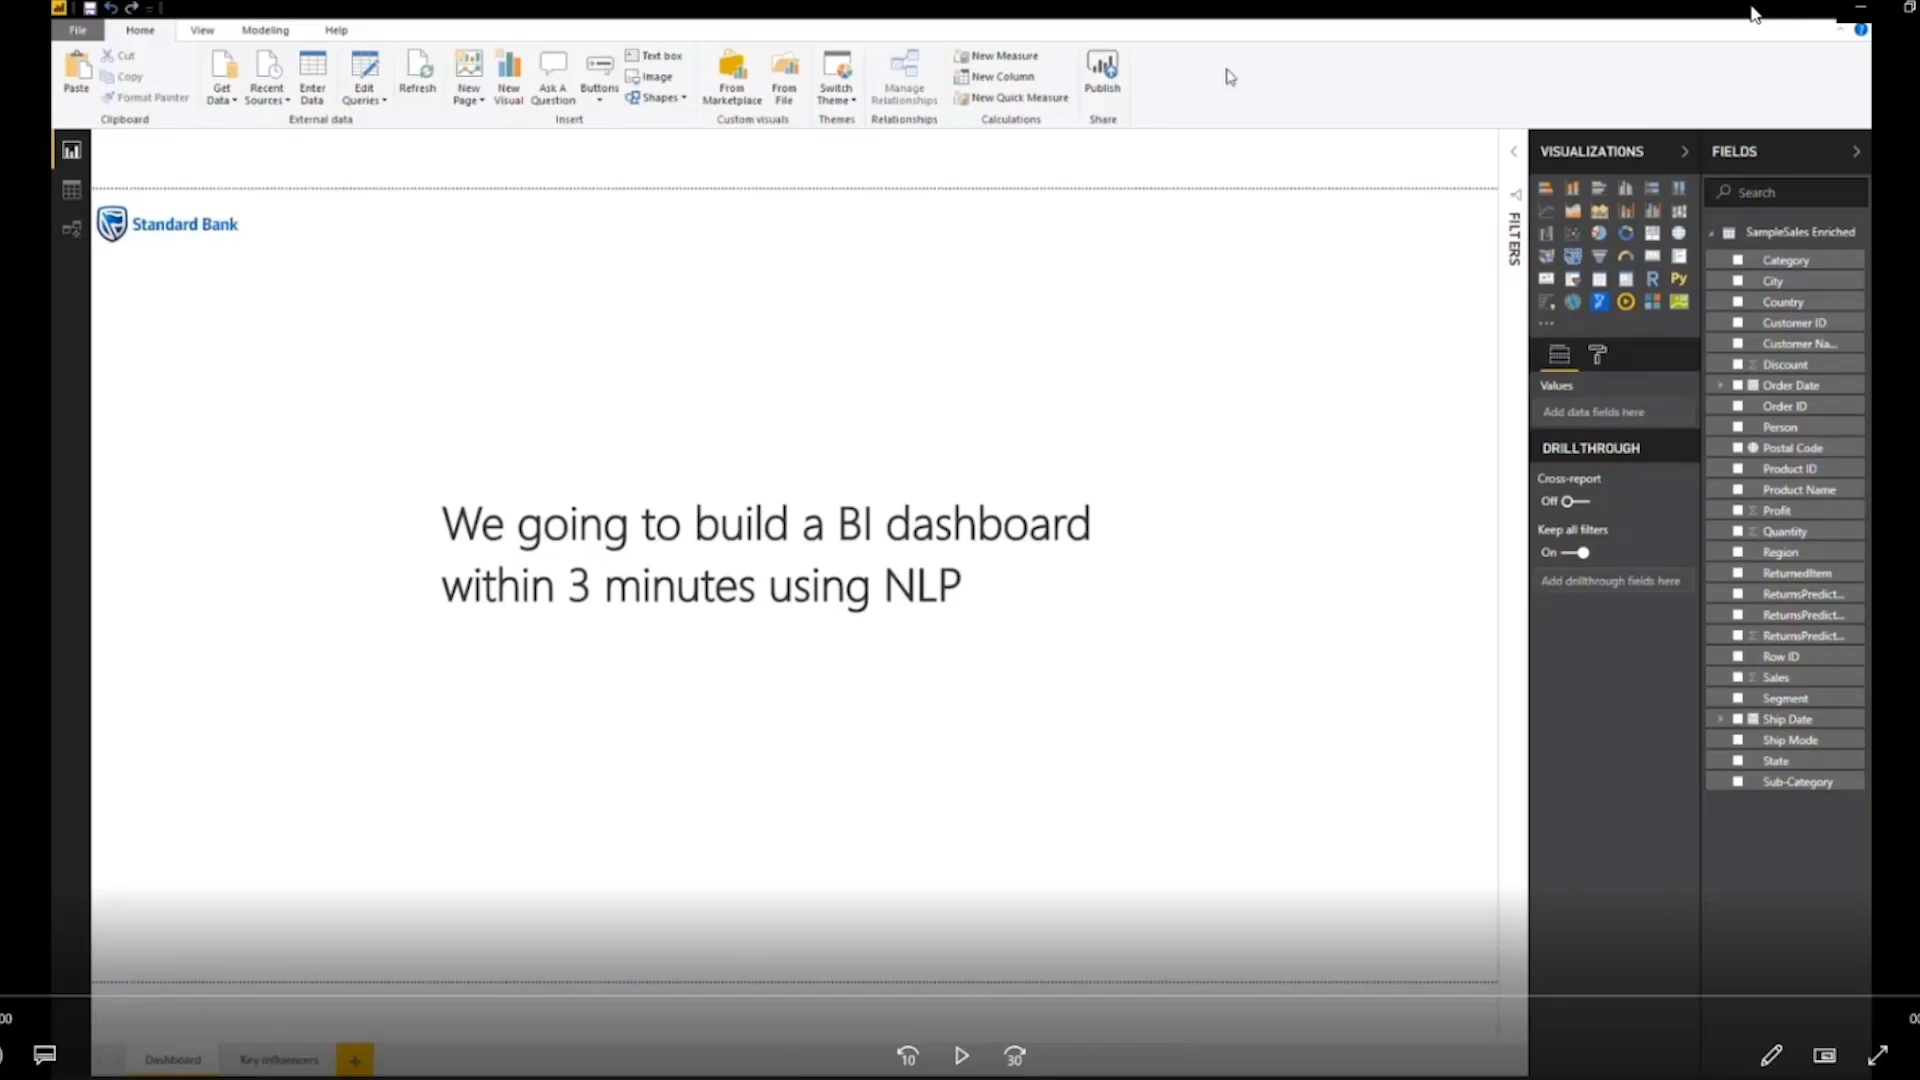 File Home View Modeling Help
Cut
Copy
Format Painter
Paste
Clipboard
Get Data
Recent Sources
Enter Data
Edit Queries
External data
Refresh
New Page
New Visual
Ask A Question
Buttons
Text box
Image
Shapes
Insert
From Marketplace
From File
Custom visuals
Switch Theme
Themes
Manage Relationships
Relationships
New Measure
New Column
New Quick Measure
Calculations
Publish
Share
Standard Bank
We going to build a BI dashboard
within 3 minutes using NLP
FILTERS
VISUALIZATIONS
R
Py
...
Values
Add data fields here
DRILLTHROUGH
Cross-report
Off
Keep all filters
On
Add drillthrough fields here
FIELDS
Search
SampleSales Enriched
Category
City
Country
Customer ID
Customer Na...
Σ Discount
Order Date
Order ID
Person
Postal Code
Product ID
Product Name
Σ Profit
Σ Quantity
Region
ReturnedItem
ReturnsPredict...
ReturnsPredict...
Σ ReturnsPredict...
Row ID
Σ Sales
Segment
Ship Date
Ship Mode
State
Sub-Category
Dashboard
Key influencers
+
10
30